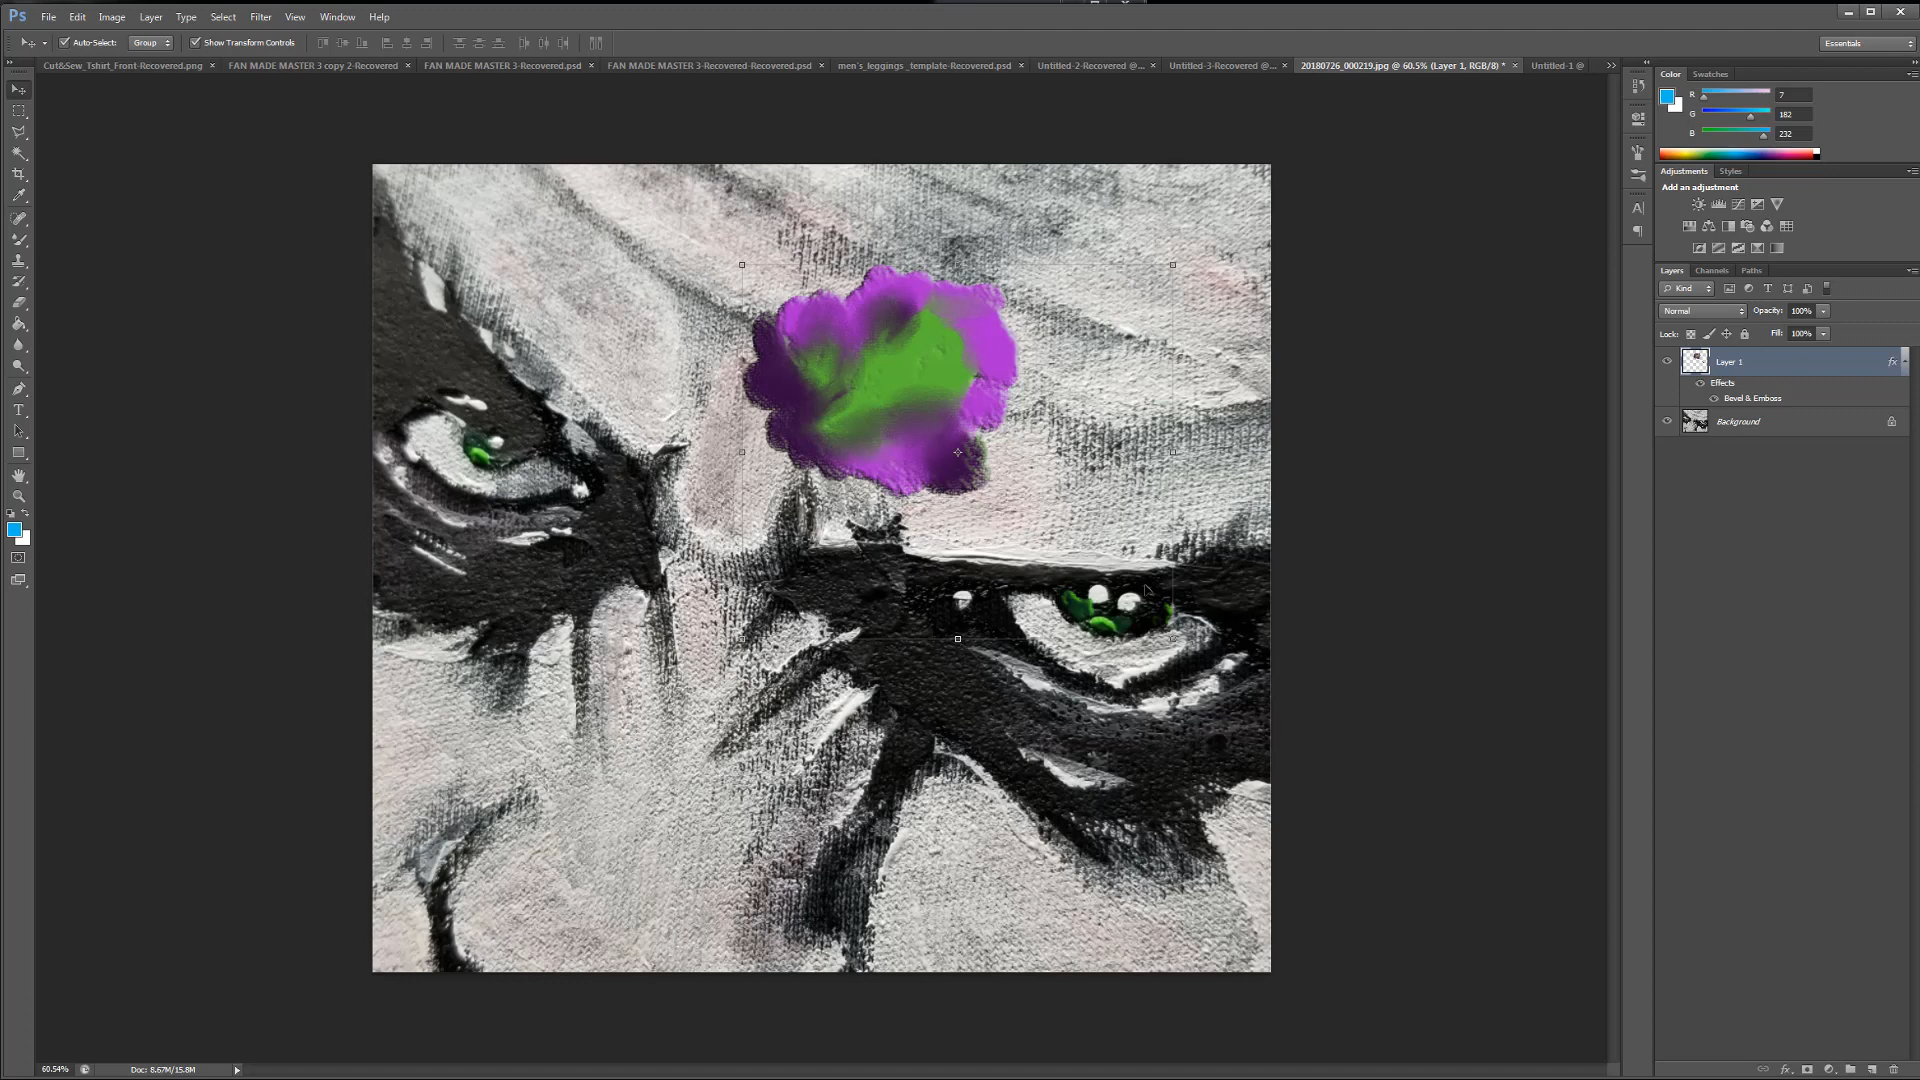 Ps File Edit Image Layer Type Select Filter View Window Help
Auto-Select: Group Show Transform Controls Essentials
Cut&Sew_Tshirt_Front-Recovered.png × FAN MADE MASTER 3 copy 2-Recovered × FAN MADE MASTER 3-Recovered.psd × FAN MADE MASTER 3-Recovered-Recovered.psd × men's_leggings _template-Recovered.psd × Untitled-2-Recovered @... × Untitled-3-Recovered @... × 20180726_000219.jpg @ 60.5% (Layer 1, RGB/8) * × Untitled-1 @
Color Swatches
R 7
G 182
B 232
Adjustments Styles
Add an adjustment
Layers Channels Paths
Kind
Normal Opacity: 100%
Lock: Fill: 100%
Layer 1 fx
Effects
Bevel & Emboss
Background
60.54% Doc: 8.67M/15.8M